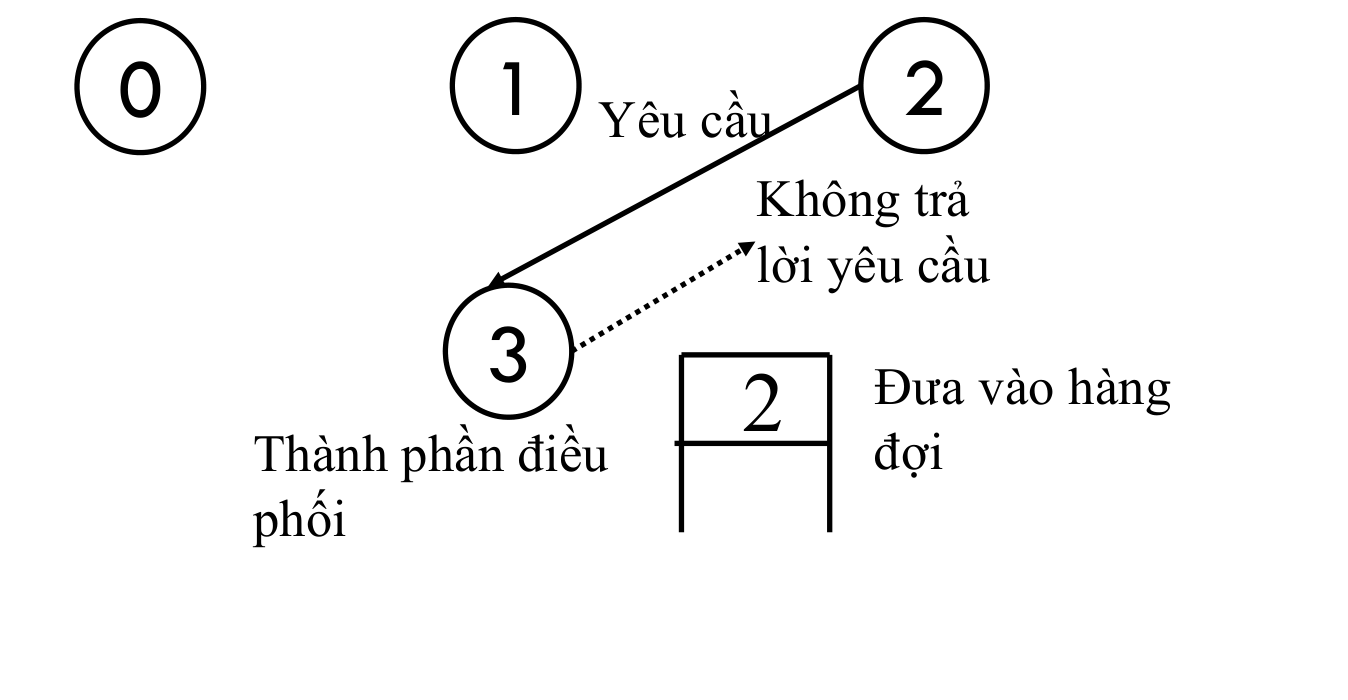 0
1
2
Yêu cầu
Không trả
lời yêu cầu
3
2
Đưa vào hàng
đợi
Thành phần điều
phối